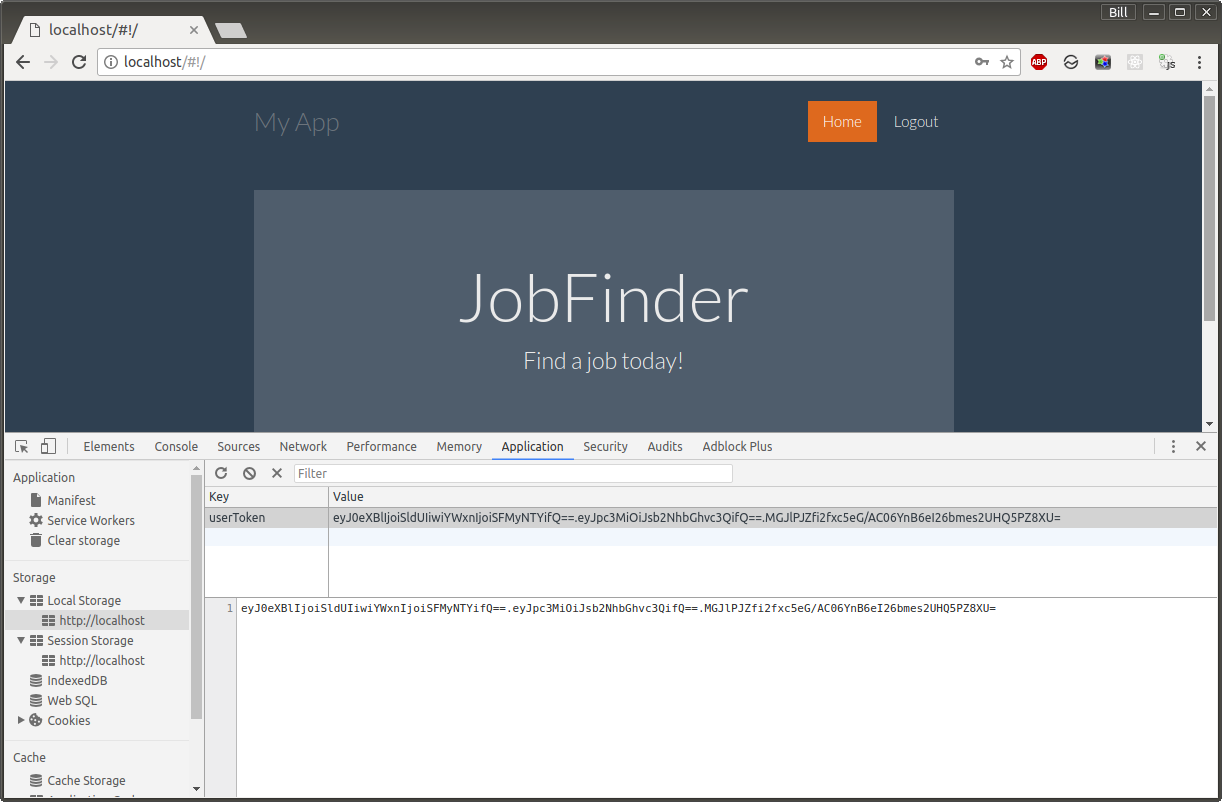 Bill
localhost/#!/
localhost/#!/
ABP
JS
My App
Home
Logout
JobFinder
Find a job today!
Elements
Console
Sources
Network
Performance
Memory
Application
Security
Audits
Adblock Plus
Application
Manifest
Service Workers
Clear storage
Storage
Local Storage
http://localhost
Session Storage
http://localhost
IndexedDB
Web SQL
Cookies
Cache
Cache Storage
Filter
Key
Value
userToken
eyJ0eXBlIjoiSldUIiwiYWxnIjoiSFMyNTYifQ==.eyJpc3MiOiJsb2NhbGhvc3QifQ==.MGJlPJZfi2fxc5eG/AC06YnB6eI26bmes2UHQ5PZ8XU=
1
eyJ0eXBlIjoiSldUIiwiYWxnIjoiSFMyNTYifQ==.eyJpc3MiOiJsb2NhbGhvc3QifQ==.MGJlPJZfi2fxc5eG/AC06YnB6eI26bmes2UHQ5PZ8XU=